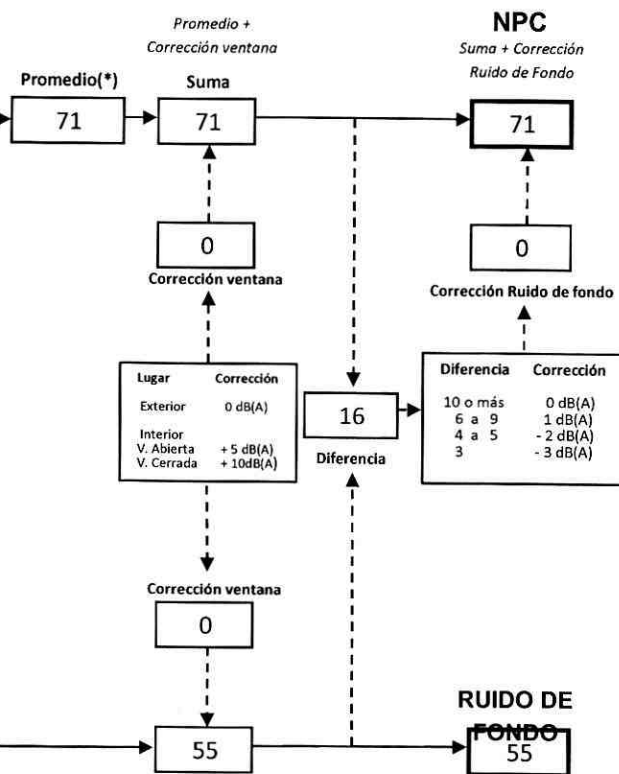 NPC
Promedio +
Corrección ventana
Suma + Corrección
Ruido de Fondo
Promedio(*)
Suma
71
71
71
0
Corrección ventana
0
Corrección Ruido de fondo
Lugar Corrección
Exterior 0 dB(A)
Interior
V. Abierta + 5 dB(A)
V. Cerrada + 10dB(A)
16
Diferencia
Diferencia Corrección
10 o más 0 dB(A)
6 a 9 1 dB(A)
4 a 5 - 2 dB(A)
3 - 3 dB(A)
Corrección ventana
0
RUIDO DE
FONDO
55
55